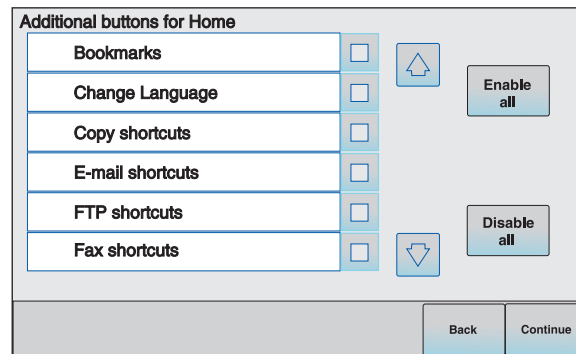 Additional buttons for Home
Bookmarks
Change Language
Copy shortcuts
E-mail shortcuts
FTP shortcuts
Fax shortcuts
Enable
all
Disable
all
Back
Continue